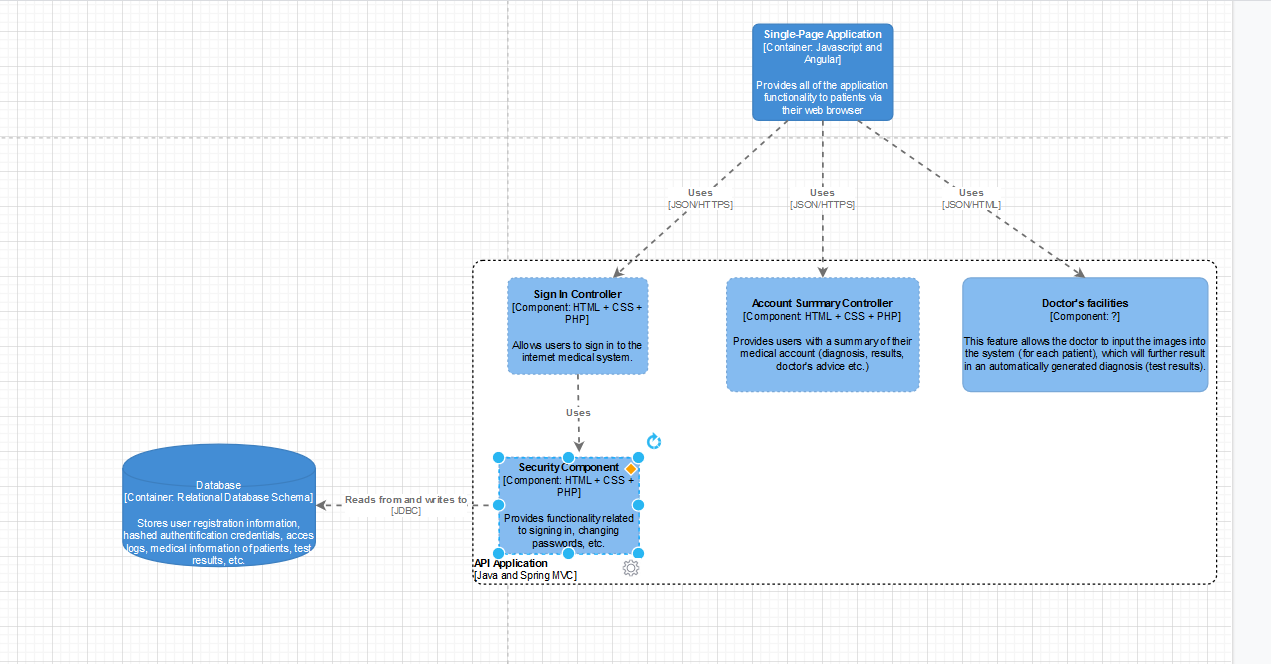 Single-Page Application
[Container: Javascript and
Angular]
Provides all of the application
functionality to patients via
their web browser
Uses
[JSON/HTTPS]
Uses
[JSON/HTTPS]
Uses
[JSON/HTML]
Sign In Controller
[Component: HTML + CSS +
PHP]
Allows users to sign in to the
internet medical system.
Account Summary Controller
[Component: HTML + CSS + PHP]
Provides users with a summary of their
medical account (diagnosis, results,
doctor's advice etc.)
Doctor's facilities
[Component: ?]
This feature allows the doctor to input the images into
the system (for each patient), which will further result
in an automatically generated diagnosis (test results).
Uses
Security Component
[Component: HTML + CSS +
PHP]
Provides functionality related
to signing in, changing
passwords, etc.
Reads from and writes to
[JDBC]
Database
[Container: Relational Database Schema]
Stores user registration information,
hashed authentification credentials, acces
logs, medical information of patients, test
results, etc.
API Application
[Java and Spring MVC]